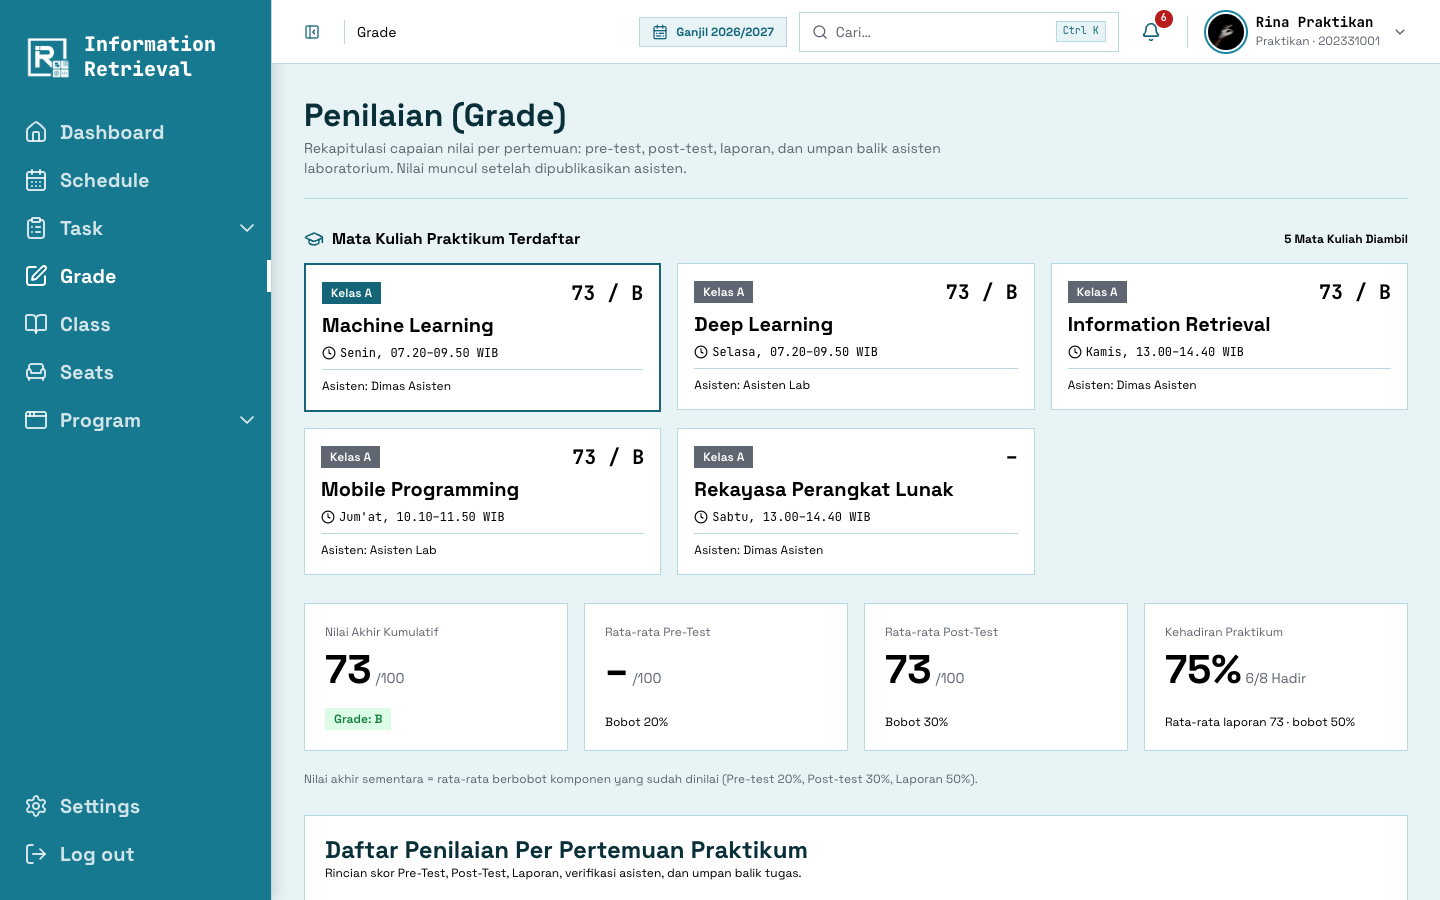 Information
Retrieval
Dashboard
Schedule
Task
Grade
Class
Seats
Program
Settings
Log out
Grade
Ganjil 2026/2027
Cari...
Ctrl K
6
Rina Praktikan
Praktikan · 202331001
Penilaian (Grade)
Rekapitulasi capaian nilai per pertemuan: pre-test, post-test, laporan, dan umpan balik asisten
laboratorium. Nilai muncul setelah dipublikasikan asisten.
Mata Kuliah Praktikum Terdaftar
5 Mata Kuliah Diambil
Kelas A
73 / B
Machine Learning
Senin, 07.20–09.50 WIB
Asisten: Dimas Asisten
Kelas A
73 / B
Deep Learning
Selasa, 07.20–09.50 WIB
Asisten: Asisten Lab
Kelas A
73 / B
Information Retrieval
Kamis, 13.00–14.40 WIB
Asisten: Dimas Asisten
Kelas A
73 / B
Mobile Programming
Jum'at, 10.10–11.50 WIB
Asisten: Asisten Lab
Kelas A
–
Rekayasa Perangkat Lunak
Sabtu, 13.00–14.40 WIB
Asisten: Dimas Asisten
Nilai Akhir Kumulatif
73 /100
Grade: B
Rata-rata Pre-Test
– /100
Bobot 20%
Rata-rata Post-Test
73 /100
Bobot 30%
Kehadiran Praktikum
75% 6/8 Hadir
Rata-rata laporan 73 · bobot 50%
Nilai akhir sementara = rata-rata berbobot komponen yang sudah dinilai (Pre-test 20%, Post-test 30%, Laporan 50%).
Daftar Penilaian Per Pertemuan Praktikum
Rincian skor Pre-Test, Post-Test, Laporan, verifikasi asisten, dan umpan balik tugas.